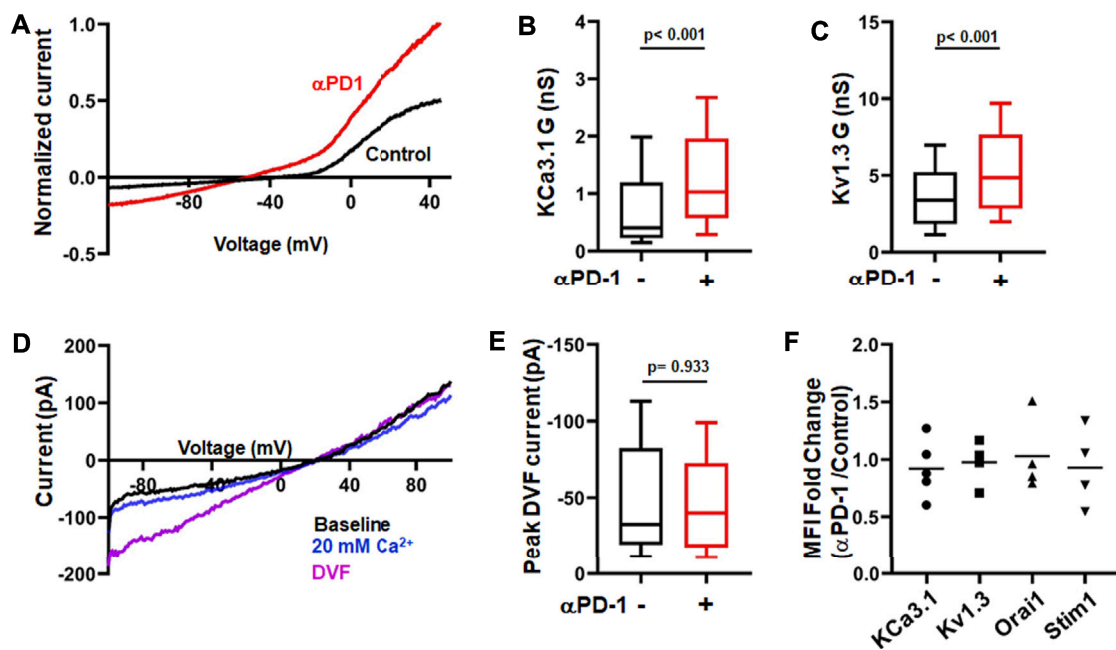 A
Normalized current
1.0
0.5
0.0
-0.5
-80
-40
0
40
αPD1
Control
Voltage (mV)
B
KCa3.1 G (nS)
4
3
2
1
0
p< 0.001
αPD-1 - +
C
Kv1.3 G (nS)
15
10
5
0
p< 0.001
αPD-1 - +
D
Current (pA)
200
100
0
-100
-200
Voltage (mV)
-80
-40
0
40
80
Baseline
20 mM Ca²⁺
DVF
E
Peak DVF current (pA)
-150
-100
-50
0
p= 0.933
αPD-1 - +
F
MFI Fold Change
(αPD-1 /Control)
2.0
1.5
1.0
0.5
0.0
KCa3.1
Kv1.3
Orai1
Stim1